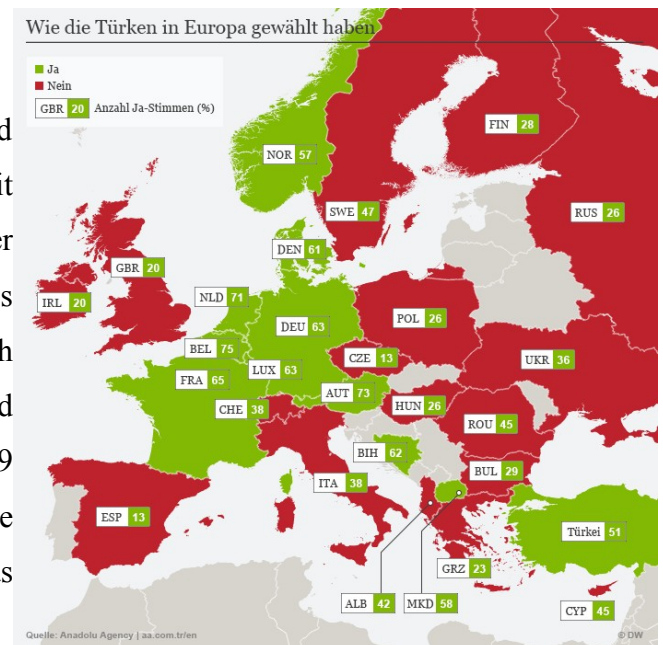 Wie die Türken in Europa gewählt haben
Ja
Nein
GBR 20 Anzahl Ja-Stimmen (%)
d
it
er
s
h
d
9
e
as
FIN 28
NOR 57
SWE 47
RUS 26
DEN 61
GBR 20
IRL 20
NLD 71
DEU 63
POL 26
BEL 75
CZE 13
UKR 36
LUX 63
FRA 65
AUT 73
CHE 38
HUN 26
ROU 45
BIH 62
BUL 29
ITA 38
ESP 13
Türkei 51
GRZ 23
ALB 42
MKD 58
CYP 45
Quelle: Anadolu Agency | aa.com.tr/en
© DW